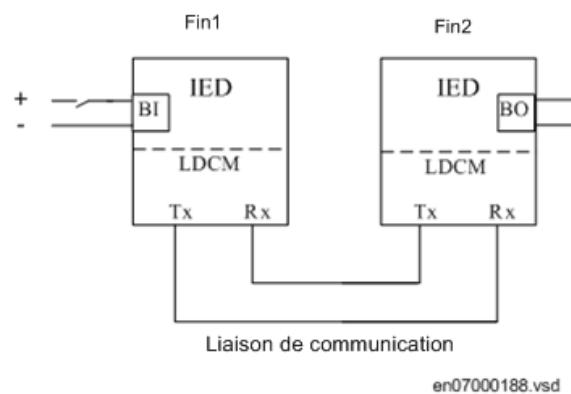 Fin1 Fin2
IED IED
+
BI BO
-
LDCM LDCM
Tx Rx Tx Rx
Liaison de communication
en07000188.vsd